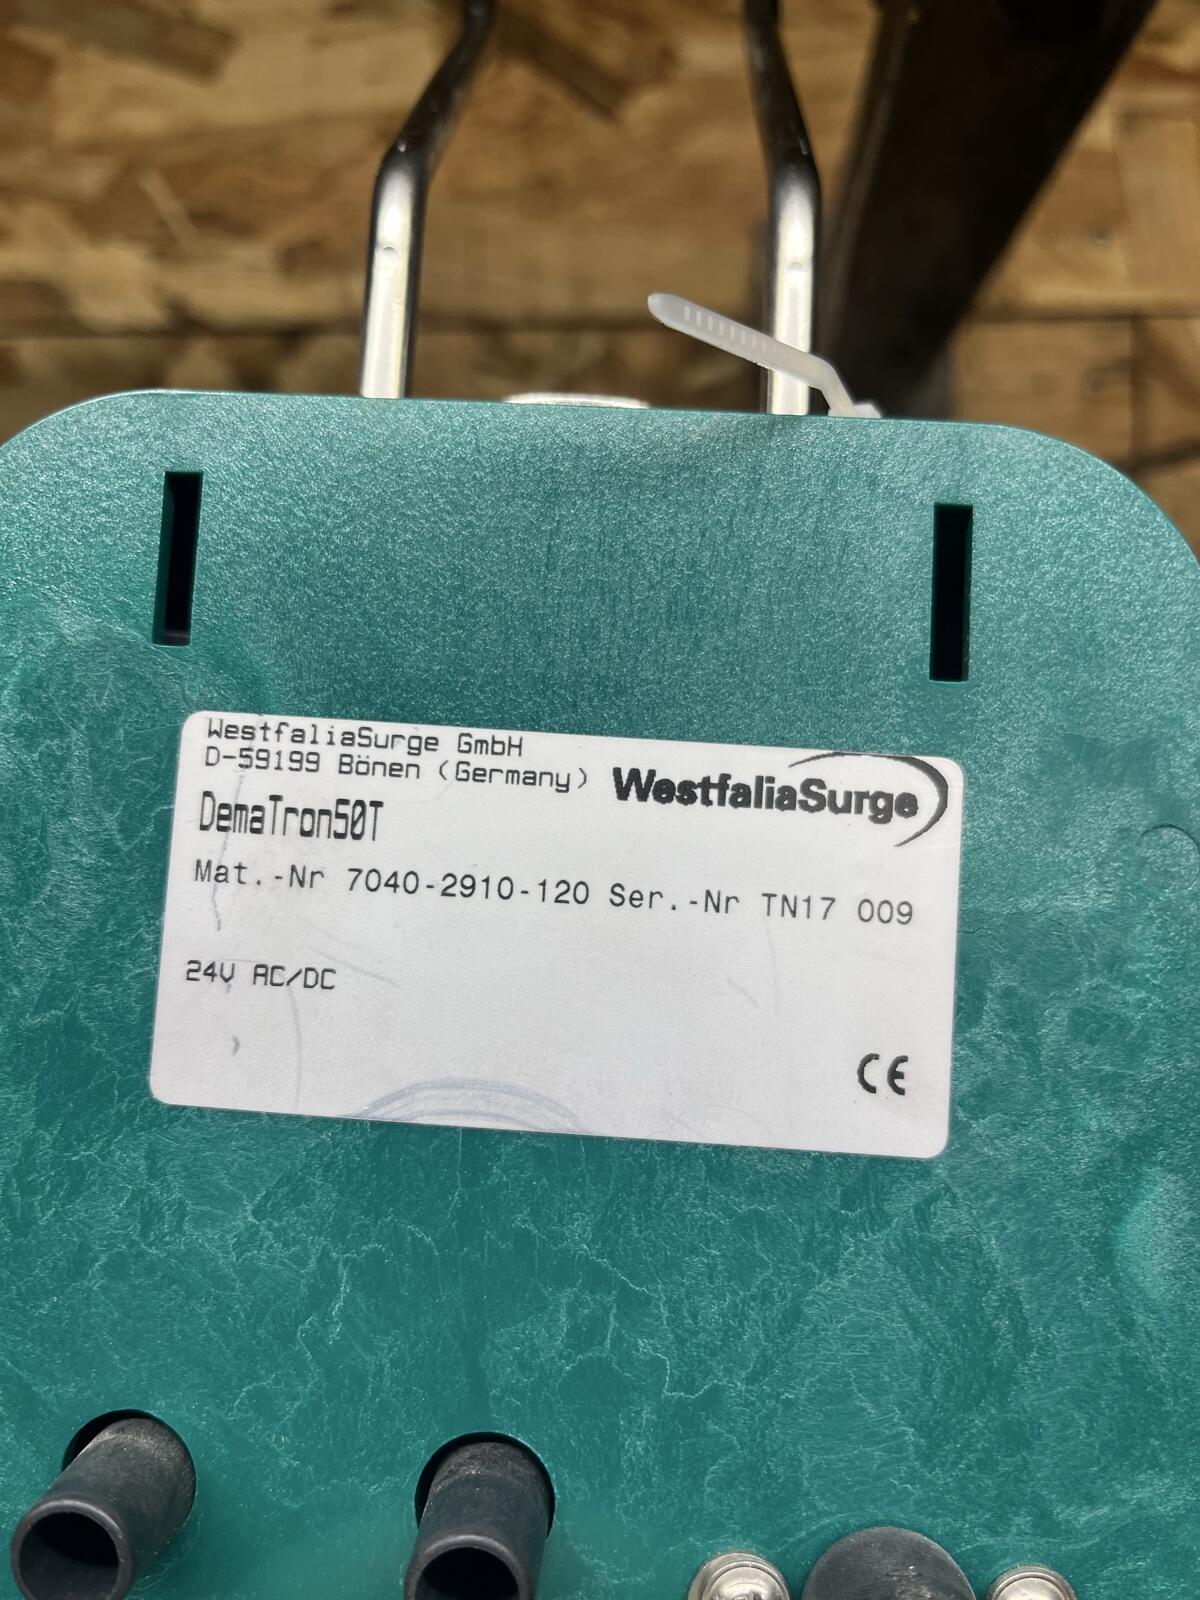 WestfaliaSurge GmbH
D-59199 Bönen (Germany)
WestfaliaSurge
DemaTron50T
Mat.-Nr 7040-2910-120 Ser.-Nr TN17 009
24V AC/DC
CE